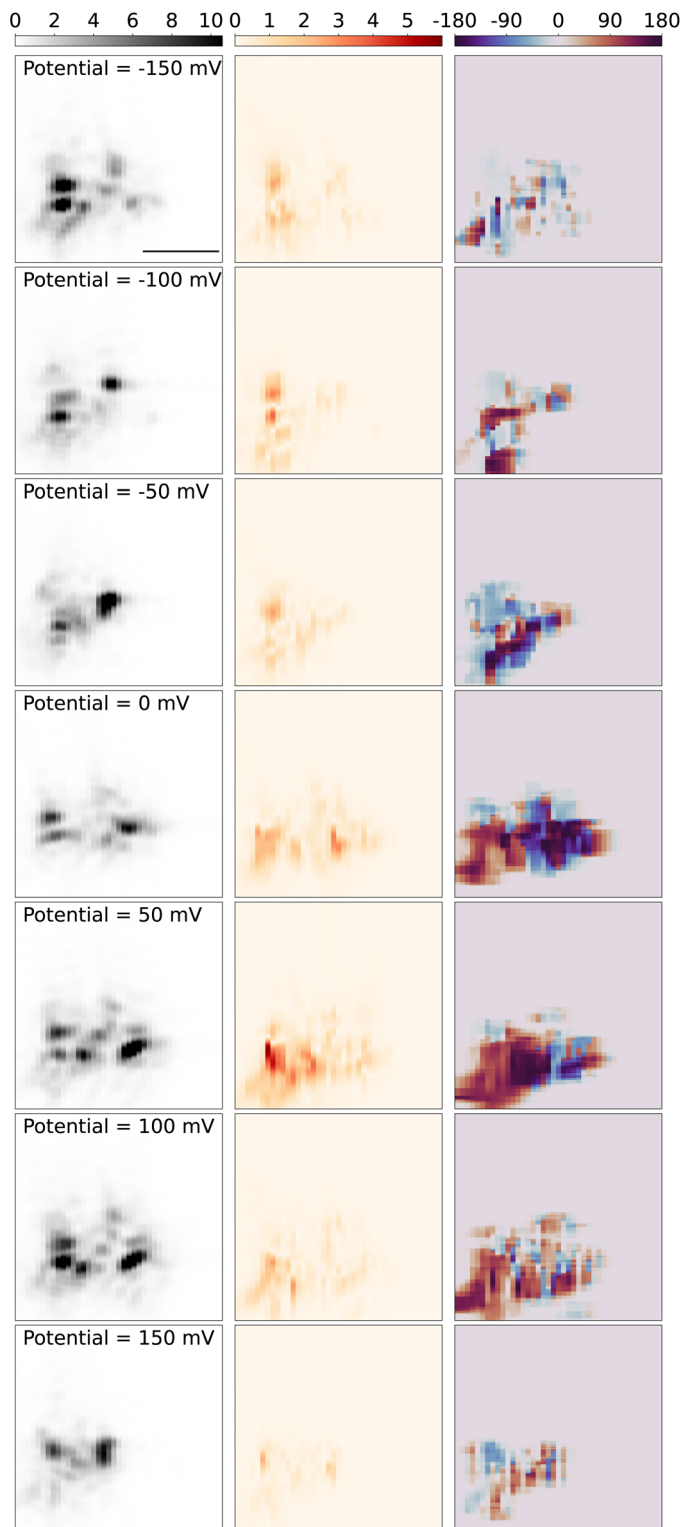 0 2 4 6 8 10 0 1 2 3 4 5 -180 -90 0 90 180
Potential = -150 mV
Potential = -100 mV
Potential = -50 mV
Potential = 0 mV
Potential = 50 mV
Potential = 100 mV
Potential = 150 mV